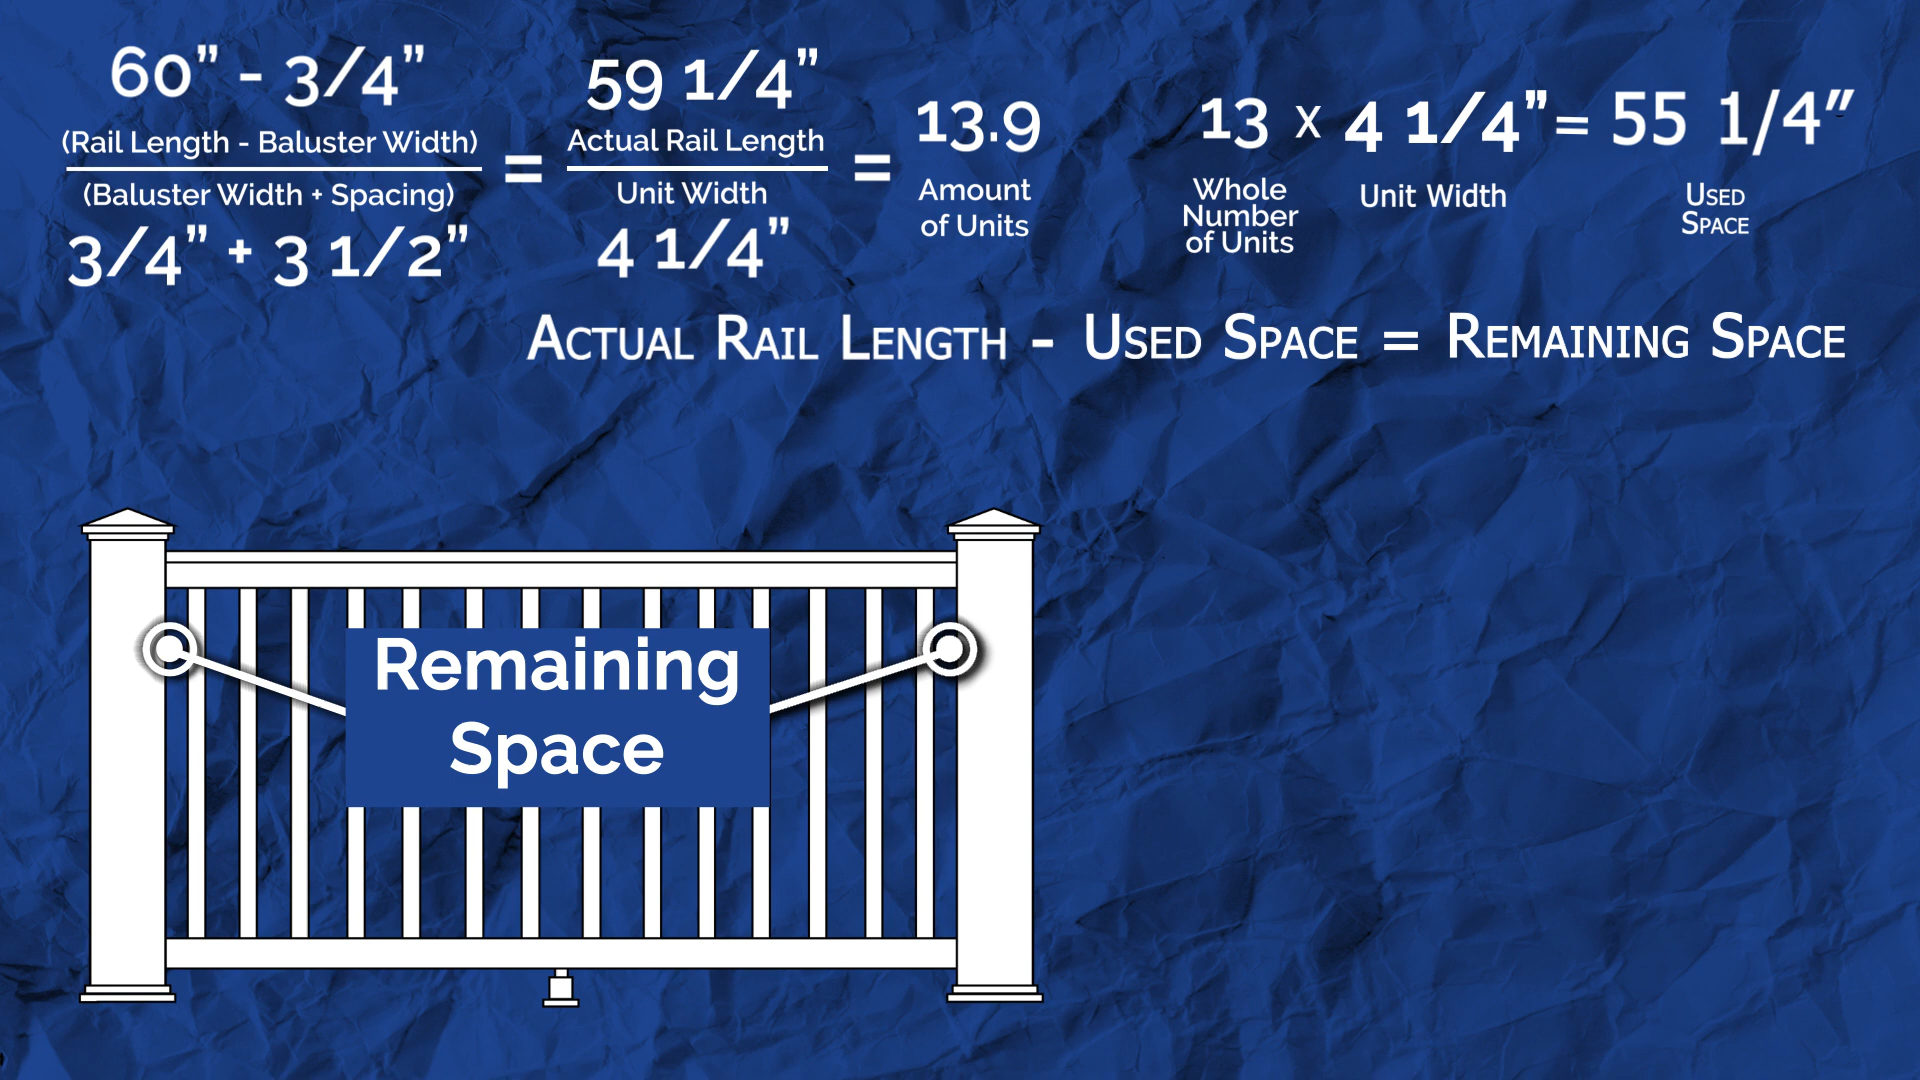 60” - 3/4”
(Rail Length - Baluster Width)
(Baluster Width + Spacing)
3/4” + 3 1/2”
=
59 1/4”
Actual Rail Length
Unit Width
4 1/4”
=
13.9
Amount
of Units
13 x 4 1/4” = 55 1/4”
Whole
Number
of Units
Unit Width
Used
Space
Actual Rail Length - Used Space = Remaining Space
Remaining
Space